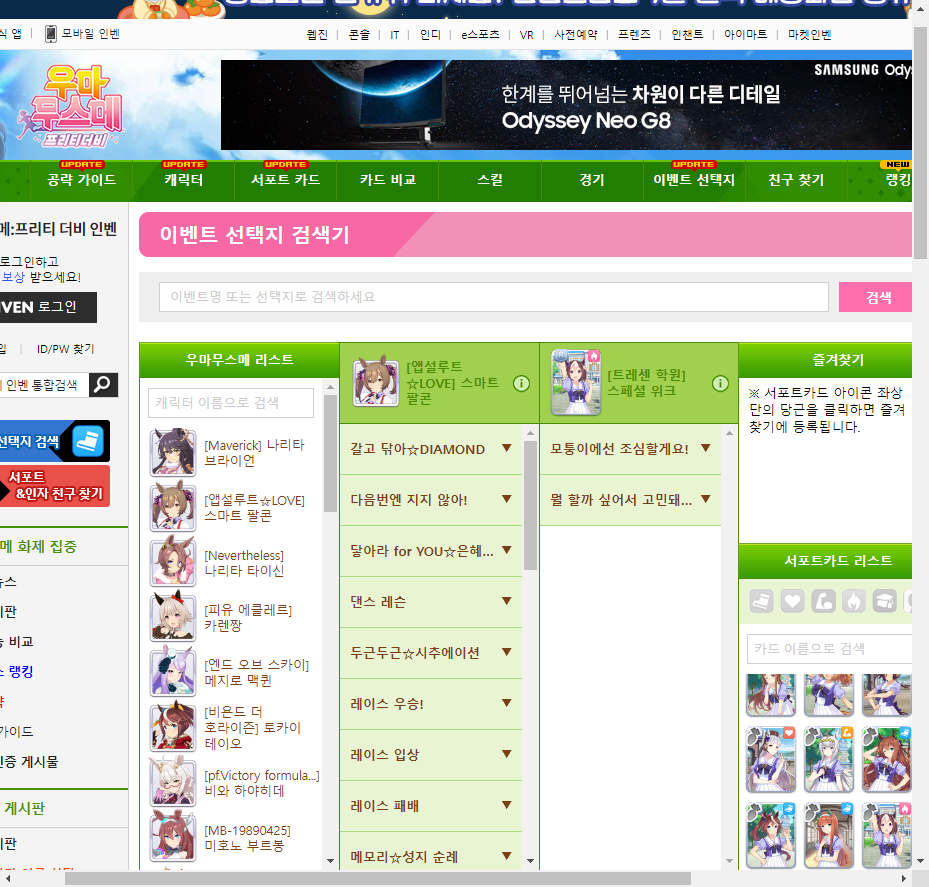 식 앱
모바일 인벤
웹진
콘솔
IT
인디
e스포츠
VR
사전예약
프렌즈
인챈트
아이마트
마켓인벤
우마
무스메
프리티더비
SAMSUNG Odys
한계를 뛰어넘는 차원이 다른 디테일
Odyssey Neo G8
UPDATE
공략 가이드
UPDATE
캐릭터
UPDATE
서포트 카드
카드 비교
스킬
경기
UPDATE
이벤트 선택지
친구 찾기
NEW
랭킹
메:프리티 더비 인벤
로그인하고
보상 받으세요!
VEN 로그인
입
ID/PW 찾기
인벤 통합검색
선택지 검색
서포트
&인자 친구 찾기
메 화제 집중
뉴스
판
능 비교
스 랭킹
약
가이드
인증 게시물
게시판
판
이벤트 선택지 검색기
이벤트명 또는 선택지로 검색하세요
검색
우마무스메 리스트
캐릭터 이름으로 검색
[Maverick] 나리타
브라이언
[앱설루트☆LOVE]
스마트 팔콘
[Nevertheless]
나리타 타이신
[피유 에클레르]
카렌짱
[엔드 오브 스카이]
메지로 맥퀸
[비욘드 더
호라이즌] 토카이
테이오
[pf.Victory formula...]
비와 하야히데
[MB-19890425]
미호노 부르봉
[앱설루트
☆LOVE] 스마트
팔콘
갈고 닦아☆DIAMOND
다음번엔 지지 않아!
닿아라 for YOU☆은혜...
댄스 레슨
두근두근☆시추에이션
레이스 우승!
레이스 입상
레이스 패배
메모리☆성지 순례
R
[트레센 학원]
스페셜 위크
모퉁이에선 조심할게요!
뭘 할까 싶어서 고민돼...
즐겨찾기
※ 서포트카드 아이콘 좌상
단의 당근을 클릭하면 즐겨
찾기에 등록됩니다.
서포트카드 리스트
카드 이름으로 검색